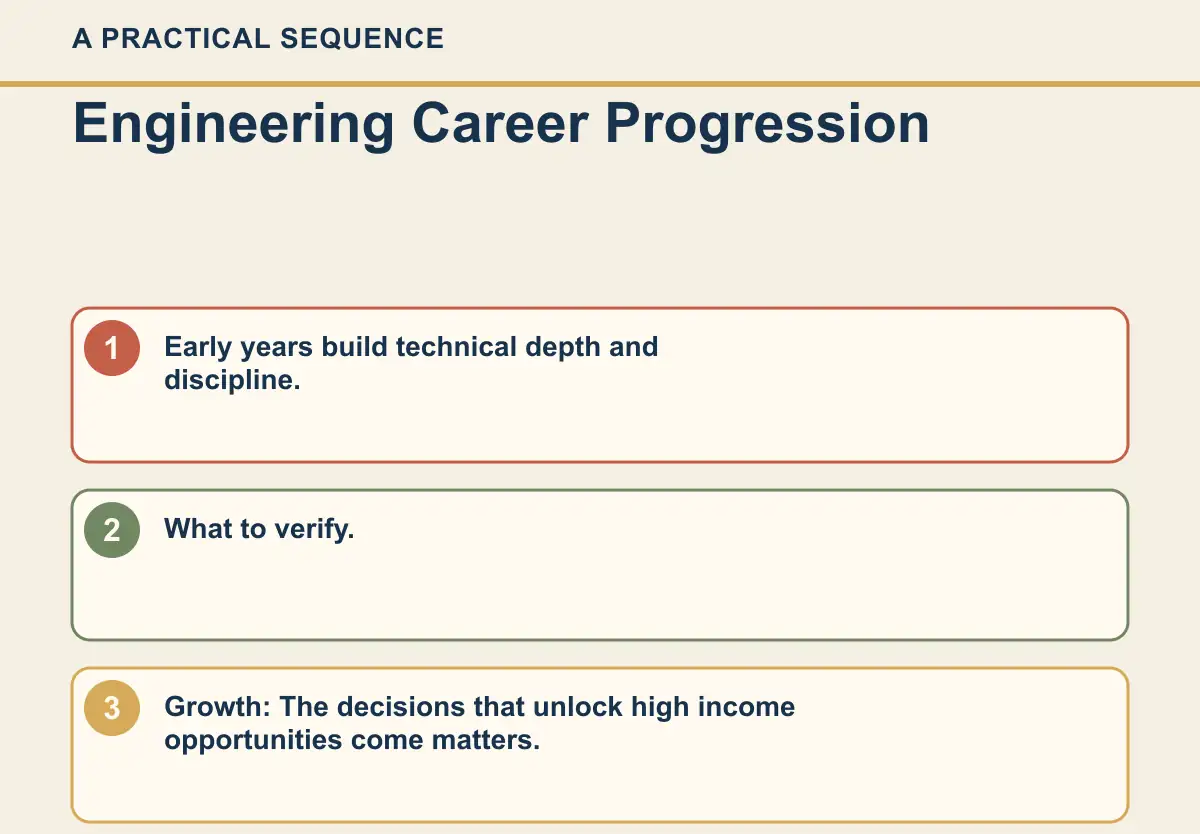 A PRACTICAL SEQUENCE
Engineering Career Progression
1
Early years build technical depth and
discipline.
2
What to verify.
3
Growth: The decisions that unlock high income
opportunities come matters.